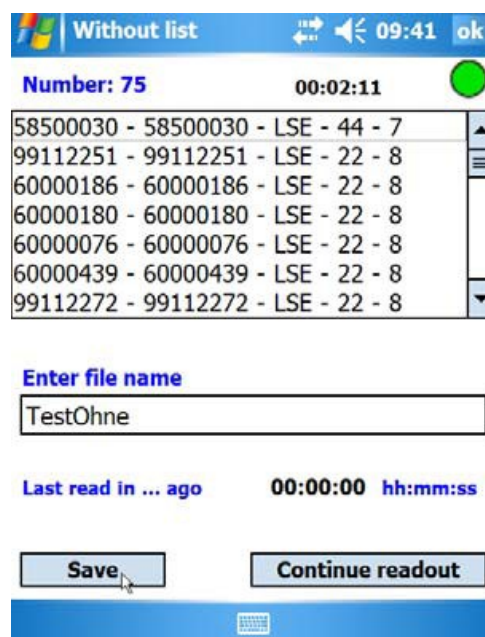 Without list 09:41 ok
Number: 75 00:02:11
58500030 - 58500030 - LSE - 44 - 7
99112251 - 99112251 - LSE - 22 - 8
60000186 - 60000186 - LSE - 22 - 8
60000180 - 60000180 - LSE - 22 - 8
60000076 - 60000076 - LSE - 22 - 8
60000439 - 60000439 - LSE - 22 - 8
99112272 - 99112272 - LSE - 22 - 8
Enter file name
TestOhne
Last read in ... ago 00:00:00 hh:mm:ss
Save Continue readout